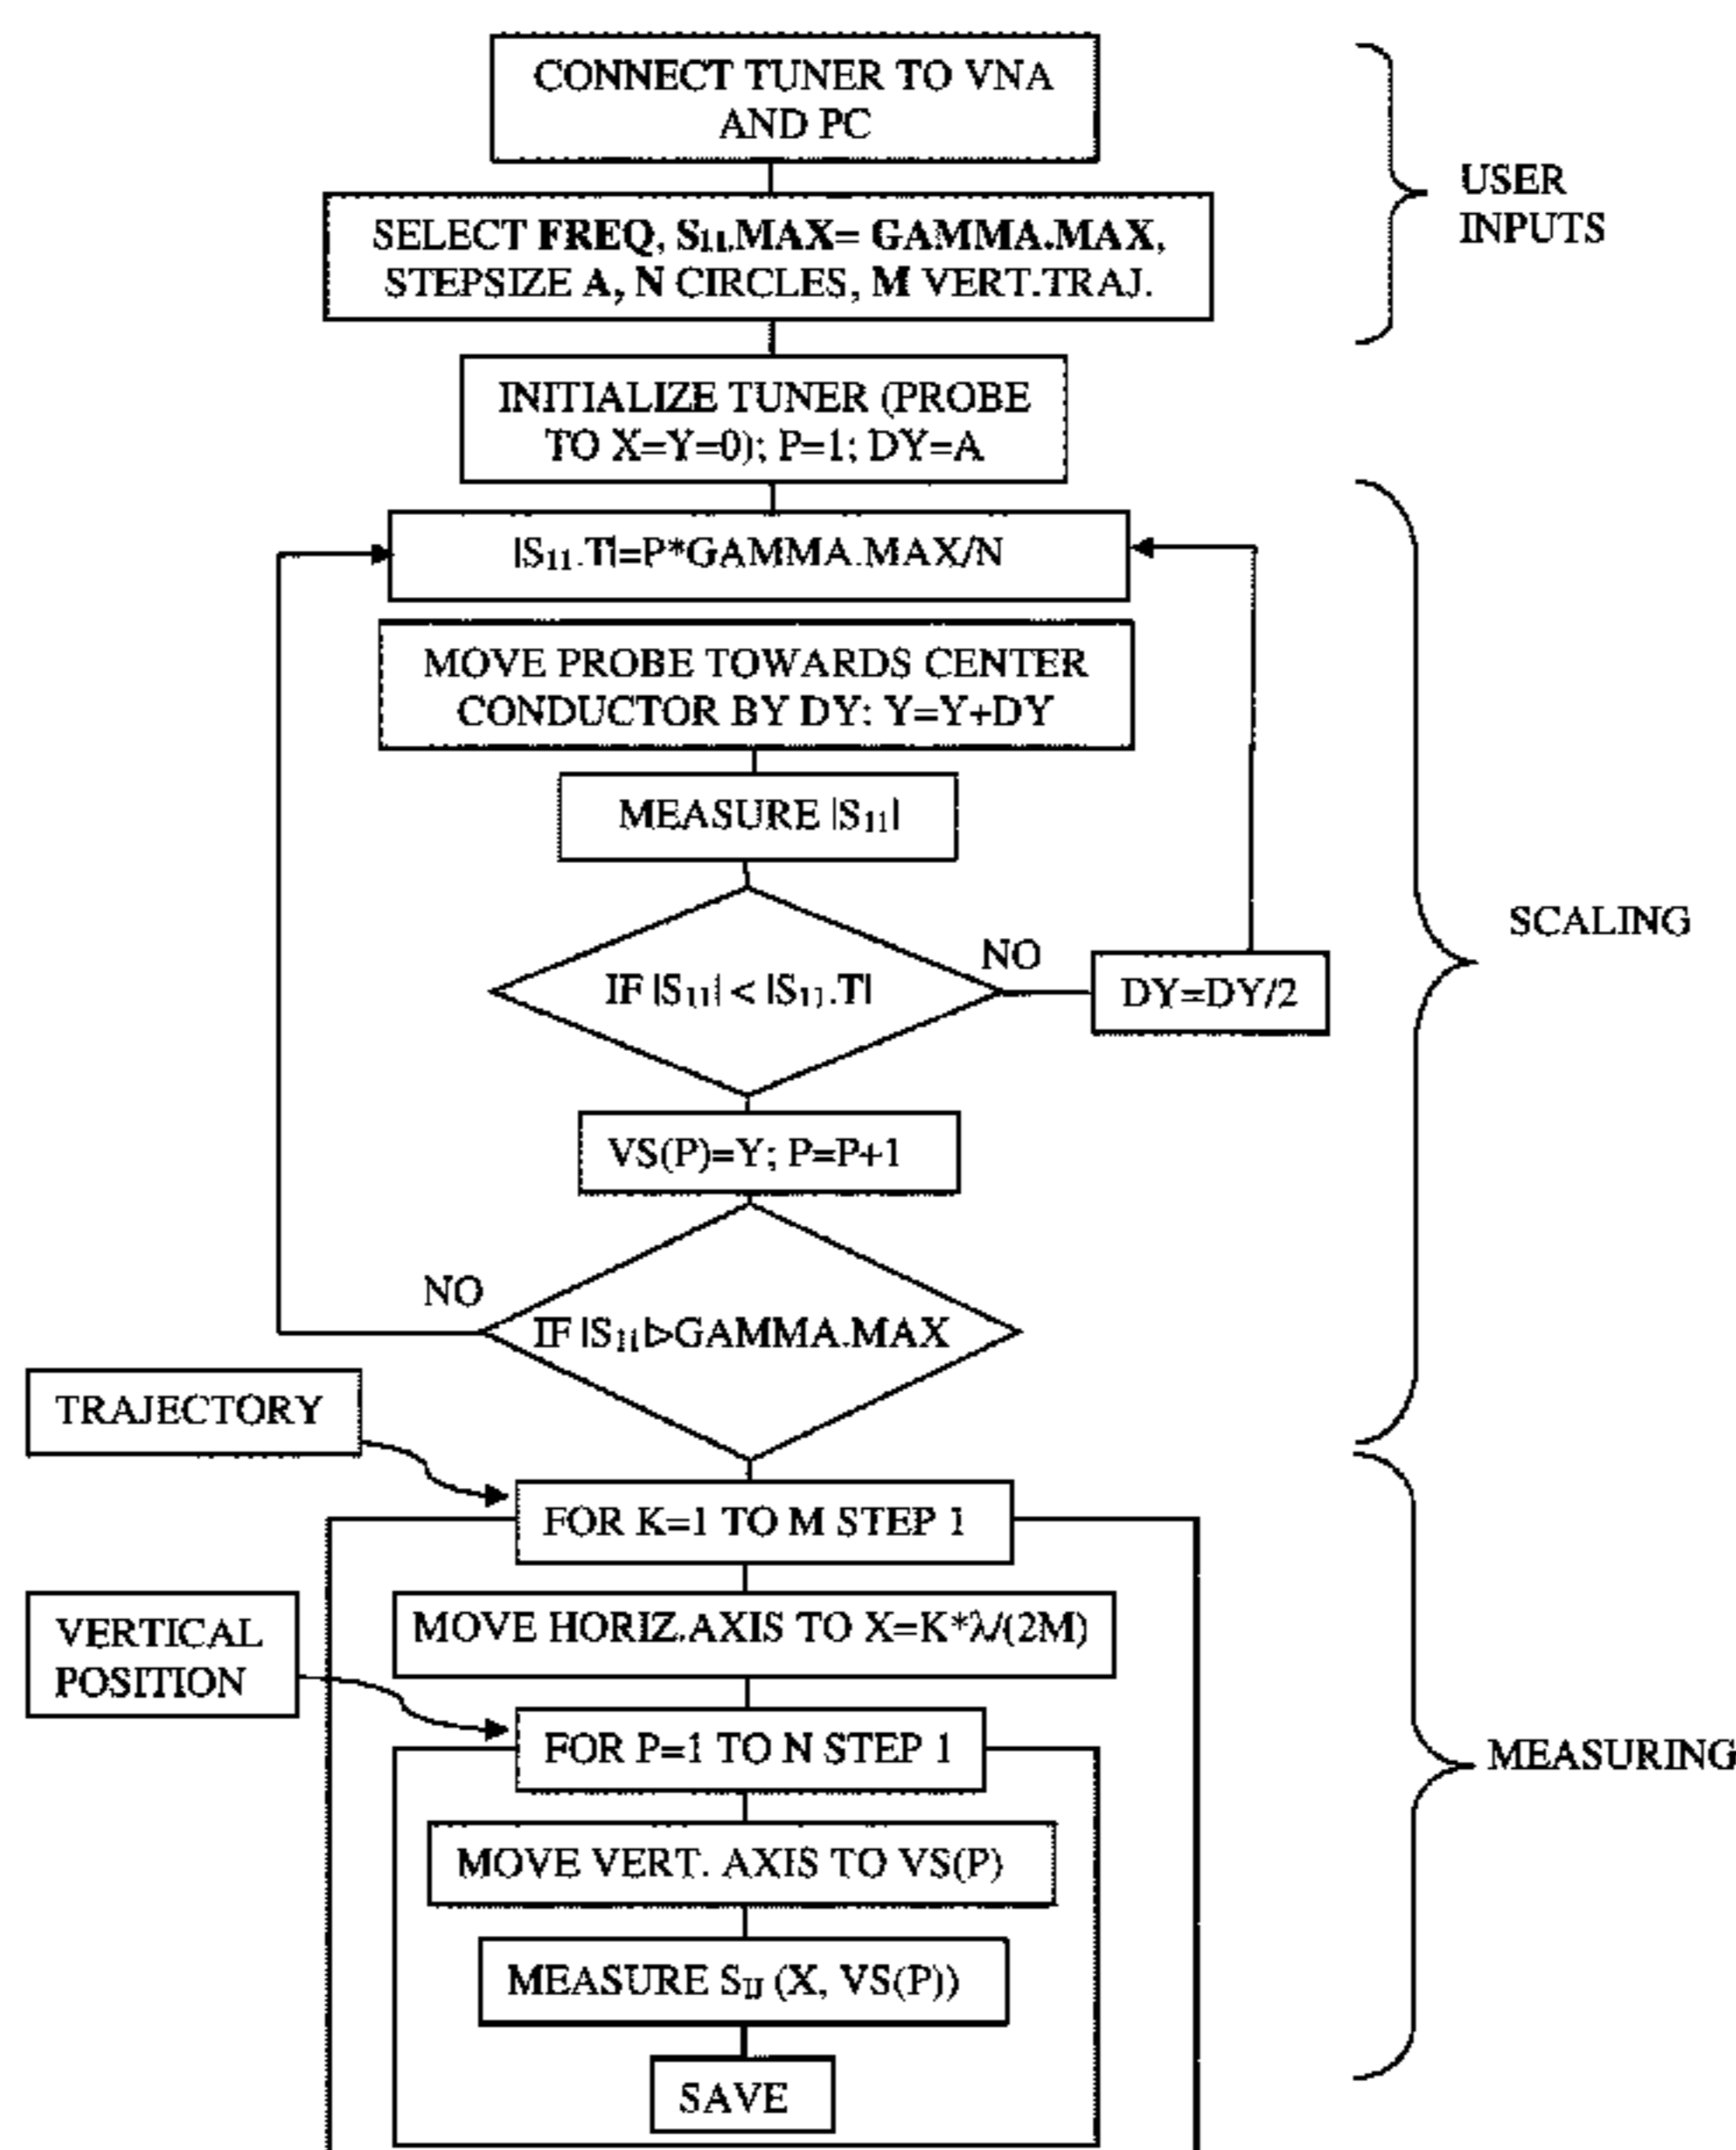 CONNECT TUNER TO VNA
AND PC
USER
INPUTS
SELECT FREQ, S11.MAX= GAMMA.MAX,
STEPSIZE A, N CIRCLES, M VERT.TRAJ.
INITIALIZE TUNER (PROBE
TO X=Y=0); P=1; DY=A
|S11.T|=P*GAMMA.MAX/N
MOVE PROBE TOWARDS CENTER
CONDUCTOR BY DY: Y=Y+DY
MEASURE |S11|
SCALING
NO
IF |S11| < |S11.T|
DY=DY/2
VS(P)=Y; P=P+1
NO
IF |S11|>GAMMA.MAX
TRAJECTORY
FOR K=1 TO M STEP 1
MOVE HORIZ.AXIS TO X=K*λ/(2M)
VERTICAL
POSITION
FOR P=1 TO N STEP 1
MEASURING
MOVE VERT. AXIS TO VS(P)
MEASURE SIJ (X, VS(P))
SAVE